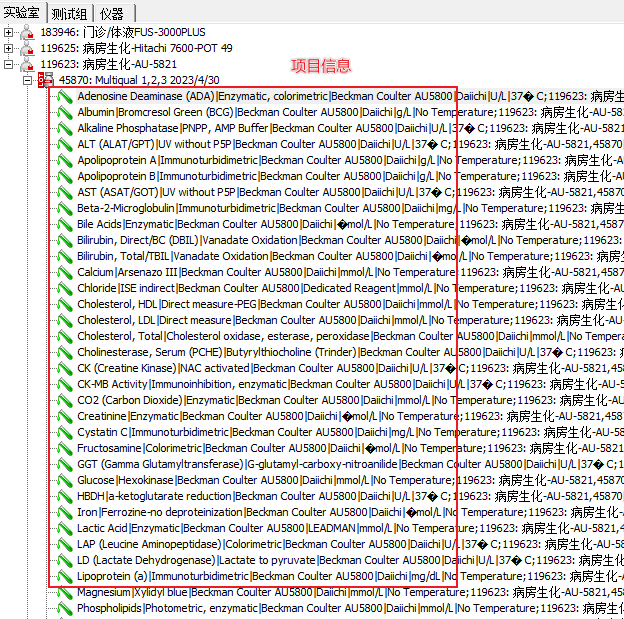 实验室 测试组 仪器
183946: 门诊/体液FUS-3000PLUS
119625: 病房生化-Hitachi 7600-POT 49
119623: 病房生化-AU-5821
项目信息
45870: Multiqual 1,2,3 2023/4/30
Adenosine Deaminase (ADA)|Enzymatic, colorimetric|Beckman Coulter AU5800|Daiichi|U/L|37� C;119623: 病房
Albumin|Bromcresol Green (BCG)|Beckman Coulter AU5800|Daiichi|g/L|No Temperature;119623: 病房生化-AU-58
Alkaline Phosphatase|PNPP, AMP Buffer|Beckman Coulter AU5800|Daiichi|U/L|37� C;119623: 病房生化-AU-5821
ALT (ALAT/GPT)|UV without P5P|Beckman Coulter AU5800|Daiichi|U/L|37� C;119623: 病房生化-AU-5821,45870
Apolipoprotein A|Immunoturbidimetric|Beckman Coulter AU5800|Daiichi|g/L|No Temperature;119623: 病房生化-
Apolipoprotein B|Immunoturbidimetric|Beckman Coulter AU5800|Daiichi|g/L|No Temperature;119623: 病房生化-
AST (ASAT/GOT)|UV without P5P|Beckman Coulter AU5800|Daiichi|U/L|37� C;119623: 病房生化-AU-5821,4587
Beta-2-Microglobulin|Immunoturbidimetric|Beckman Coulter AU5800|Daiichi|mg/L|No Temperature;119623: 病房
Bile Acids|Enzymatic|Beckman Coulter AU5800|Daiichi|�mol/L|No Temperature;119623: 病房生化-AU-5821,458
Bilirubin, Direct/BC (DBIL)|Vanadate Oxidation|Beckman Coulter AU5800|Daiichi|�mol/L|No Temperature;1196
Bilirubin, Total/TBIL|Vanadate Oxidation|Beckman Coulter AU5800|Daiichi|�mol/L|No Temperature;119623: 病
Calcium|Arsenazo III|Beckman Coulter AU5800|Daiichi|mmol/L|No Temperature;119623: 病房生化-AU-5821,4
Chloride|ISE indirect|Beckman Coulter AU5800|Dedicated Reagent|mmol/L|No Temperature;119623: 病房生化
Cholesterol, HDL|Direct measure-PEG|Beckman Coulter AU5800|Daiichi|mmol/L|No Temperature;119623: 病房
Cholesterol, LDL|Direct measure|Beckman Coulter AU5800|Daiichi|mmol/L|No Temperature;119623: 病房生化-
Cholesterol, Total|Cholesterol oxidase, esterase, peroxidase|Beckman Coulter AU5800|Daiichi|mmol/L|No Tem
Cholinesterase, Serum (PCHE)|Butyrylthiocholine (Trinder)|Beckman Coulter AU5800|Daiichi|U/L|37� C;11962
CK (Creatine Kinase)|NAC activated|Beckman Coulter AU5800|Daiichi|U/L|37� C;119623: 病房生化-AU-5821,
CK-MB Activity|Immunoinhibition, enzymatic|Beckman Coulter AU5800|Daiichi|U/L|37� C;119623: 病房生化-AU
CO2 (Carbon Dioxide)|Enzymatic|Beckman Coulter AU5800|Daiichi|mmol/L|No Temperature;119623: 病房生化
Creatinine|Enzymatic|Beckman Coulter AU5800|Daiichi|�mol/L|No Temperature;119623: 病房生化-AU-5821,45
Cystatin C|Immunoturbidimetric|Beckman Coulter AU5800|Daiichi|mg/L|No Temperature;119623: 病房生化-AU
Fructosamine|Colorimetric|Beckman Coulter AU5800|Daiichi|�mol/L|No Temperature;119623: 病房生化-AU-58
GGT (Gamma Glutamyltransferase)|G-glutamyl-carboxy-nitroanilide|Beckman Coulter AU5800|Daiichi|U/L|37� C;1
Glucose|Hexokinase|Beckman Coulter AU5800|Daiichi|mmol/L|No Temperature;119623: 病房生化-AU-5821,4
HBDH|a-ketoglutarate reduction|Beckman Coulter AU5800|Daiichi|U/L|37� C;119623: 病房生化-AU-5821,45870
Iron|Ferrozine-no deproteinization|Beckman Coulter AU5800|Daiichi|�mol/L|No Temperature;119623: 病房生化
Lactic Acid|Enzymatic|Beckman Coulter AU5800|LEADMAN|mmol/L|No Temperature;119623: 病房生化-AU-5821,
LAP (Leucine Aminopeptidase)|Colorimetric|Beckman Coulter AU5800|Daiichi|U/L|37� C;119623: 病房生化-AU-
LD (Lactate Dehydrogenase)|Lactate to pyruvate|Beckman Coulter AU5800|Daiichi|U/L|37� C;119623: 病房生化
Lipoprotein (a)|Immunoturbidimetric|Beckman Coulter AU5800|Daiichi|mg/dL|No Temperature;119623: 病房生化
Magnesium|Xylidyl blue|Beckman Coulter AU5800|Daiichi|mmol/L|No Temperature;119623: 病房生化-AU-5821,
Phospholipids|Photometric, enzymatic|Beckman Coulter AU5800|Daiichi|mmol/L|No Temperature;119623: 病房